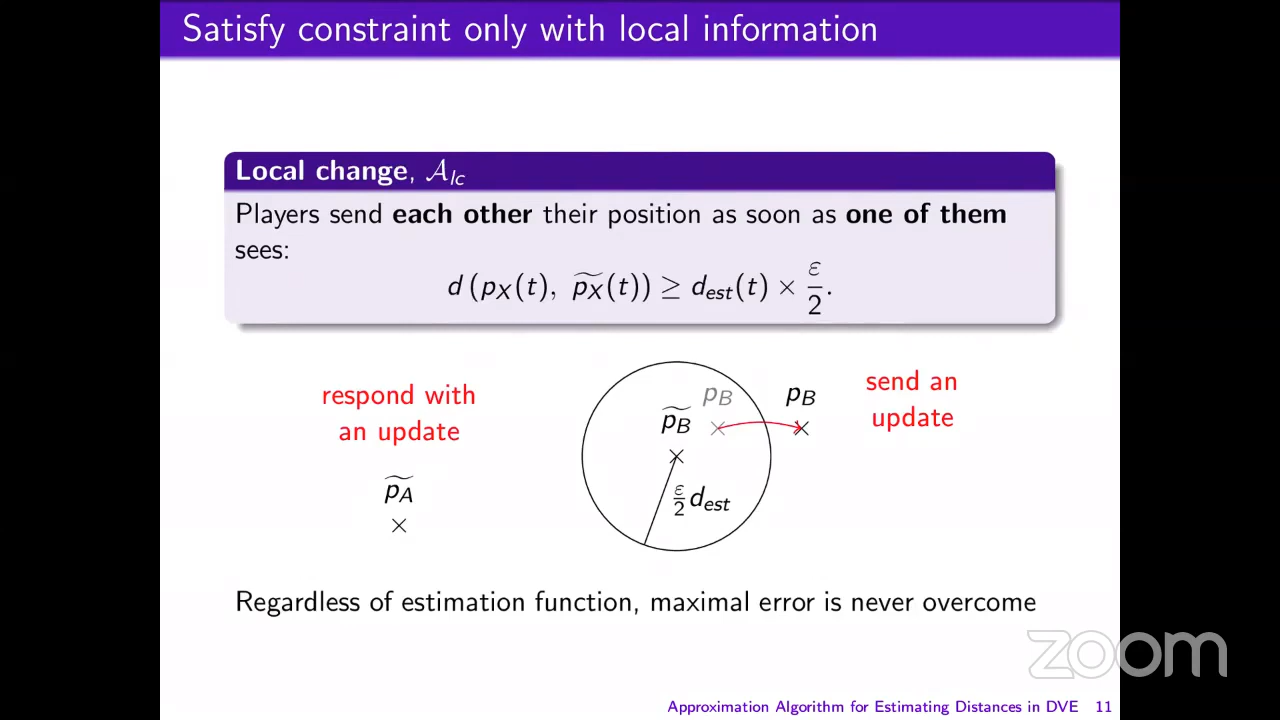 Satisfy constraint only with local information
Local change, 𝒜lc
Players send each other their position as soon as one of them
sees:
d (pX(t), p̃X(t)) ≥ dest(t) × ε/2.
respond with
an update
p̃A
×
p̃B
×
pB
×
pB
×
send an
update
ε/2 dest
Regardless of estimation function, maximal error is never overcome
zoom
Approximation Algorithm for Estimating Distances in DVE 11